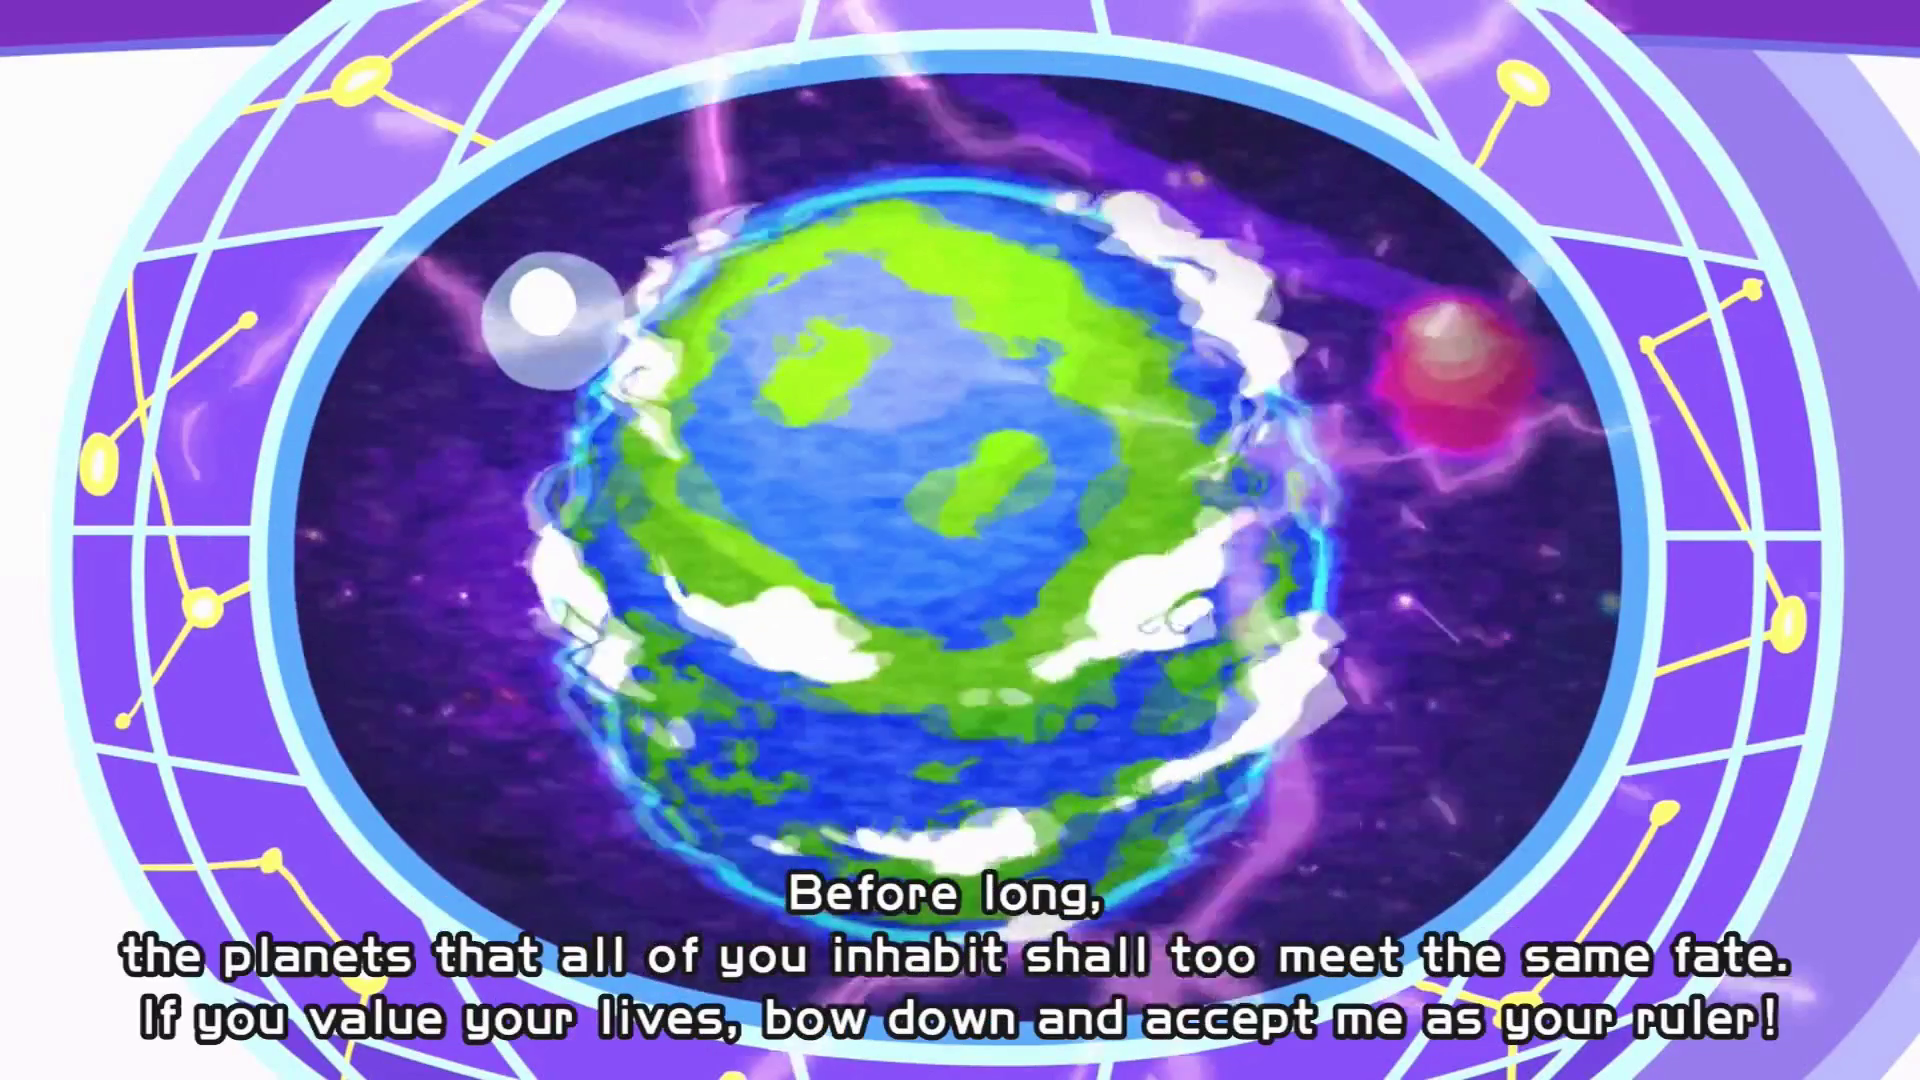 Before long,
the planets that all of you inhabit shall too meet the same fate.
If you value your lives, bow down and accept me as your ruler!